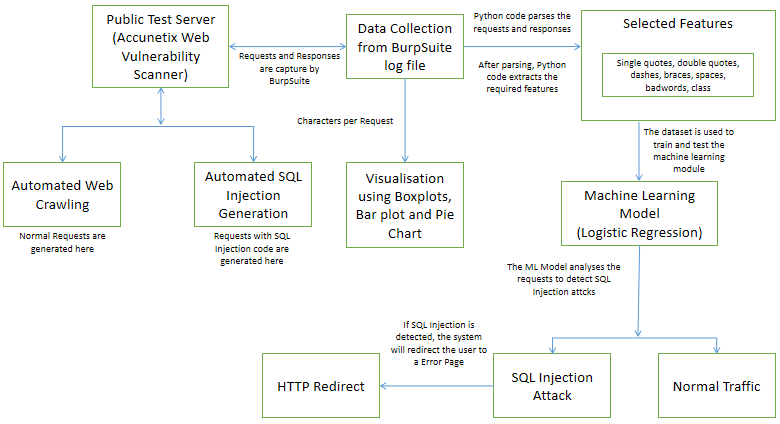 Public Test Server
(Accunetix Web
Vulnerability
Scanner)
Requests and Responses
are capture by
BurpSuite
Data Collection
from BurpSuite
log file
Python code parses the
requests and responses
After parsing, Python
code extracts the
required features
Selected Features
Single quotes, double quotes,
dashes, braces, spaces,
badwords, class
Characters per Request
The dataset is used to
train and test the
machine learning
module
Automated Web
Crawling
Normal Requests are
generated here
Automated SQL
Injection
Generation
Requests with SQL
Injection code are
generated here
Visualisation
using Boxplots,
Bar plot and Pie
Chart
Machine Learning
Model
(Logistic Regression)
The ML Model analyses the
requests to detect SQL
Injection attcks
If SQL Injection is
detected, the system
will redirect the user to
a Error Page
HTTP Redirect
SQL Injection
Attack
Normal Traffic